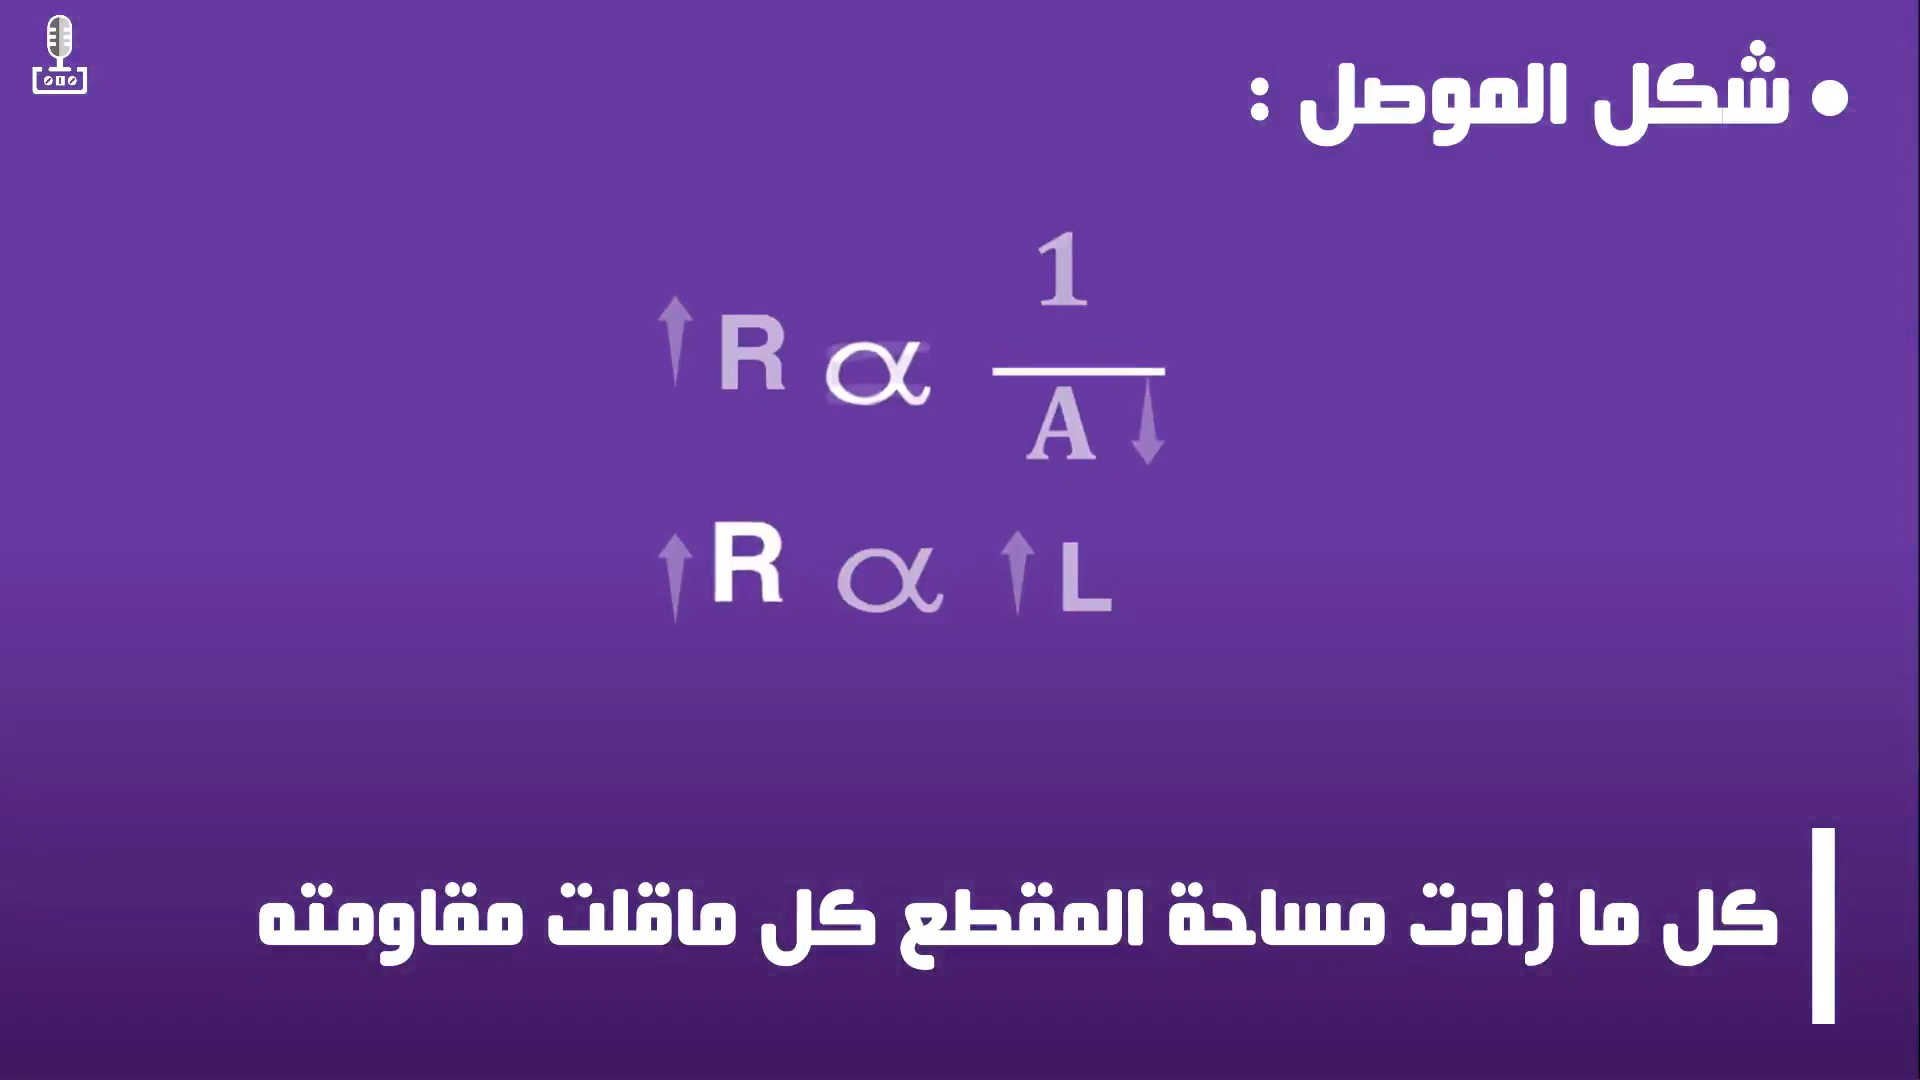 • شكل الموصل :
↑R ∝ 1/A↓
↑R ∝ ↑L
كل ما زادت مساحة المقطع كل ماقلت مقاومته